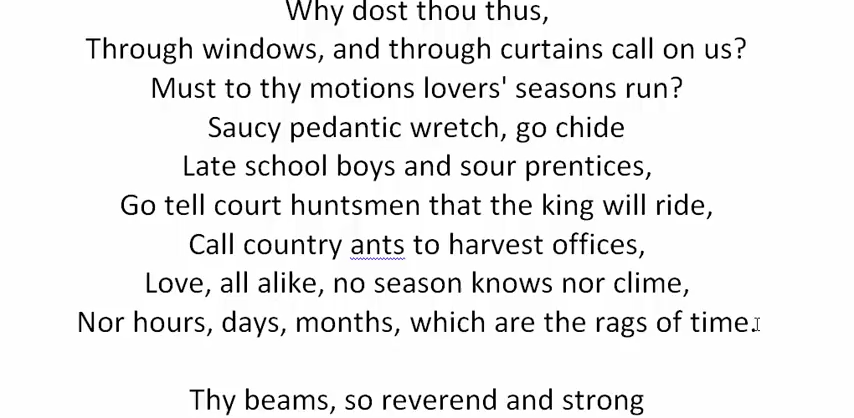 Why dost thou thus,
Through windows, and through curtains call on us?
Must to thy motions lovers' seasons run?
Saucy pedantic wretch, go chide
Late school boys and sour prentices,
Go tell court huntsmen that the king will ride,
Call country ants to harvest offices,
Love, all alike, no season knows nor clime,
Nor hours, days, months, which are the rags of time.
Thy beams, so reverend and strong